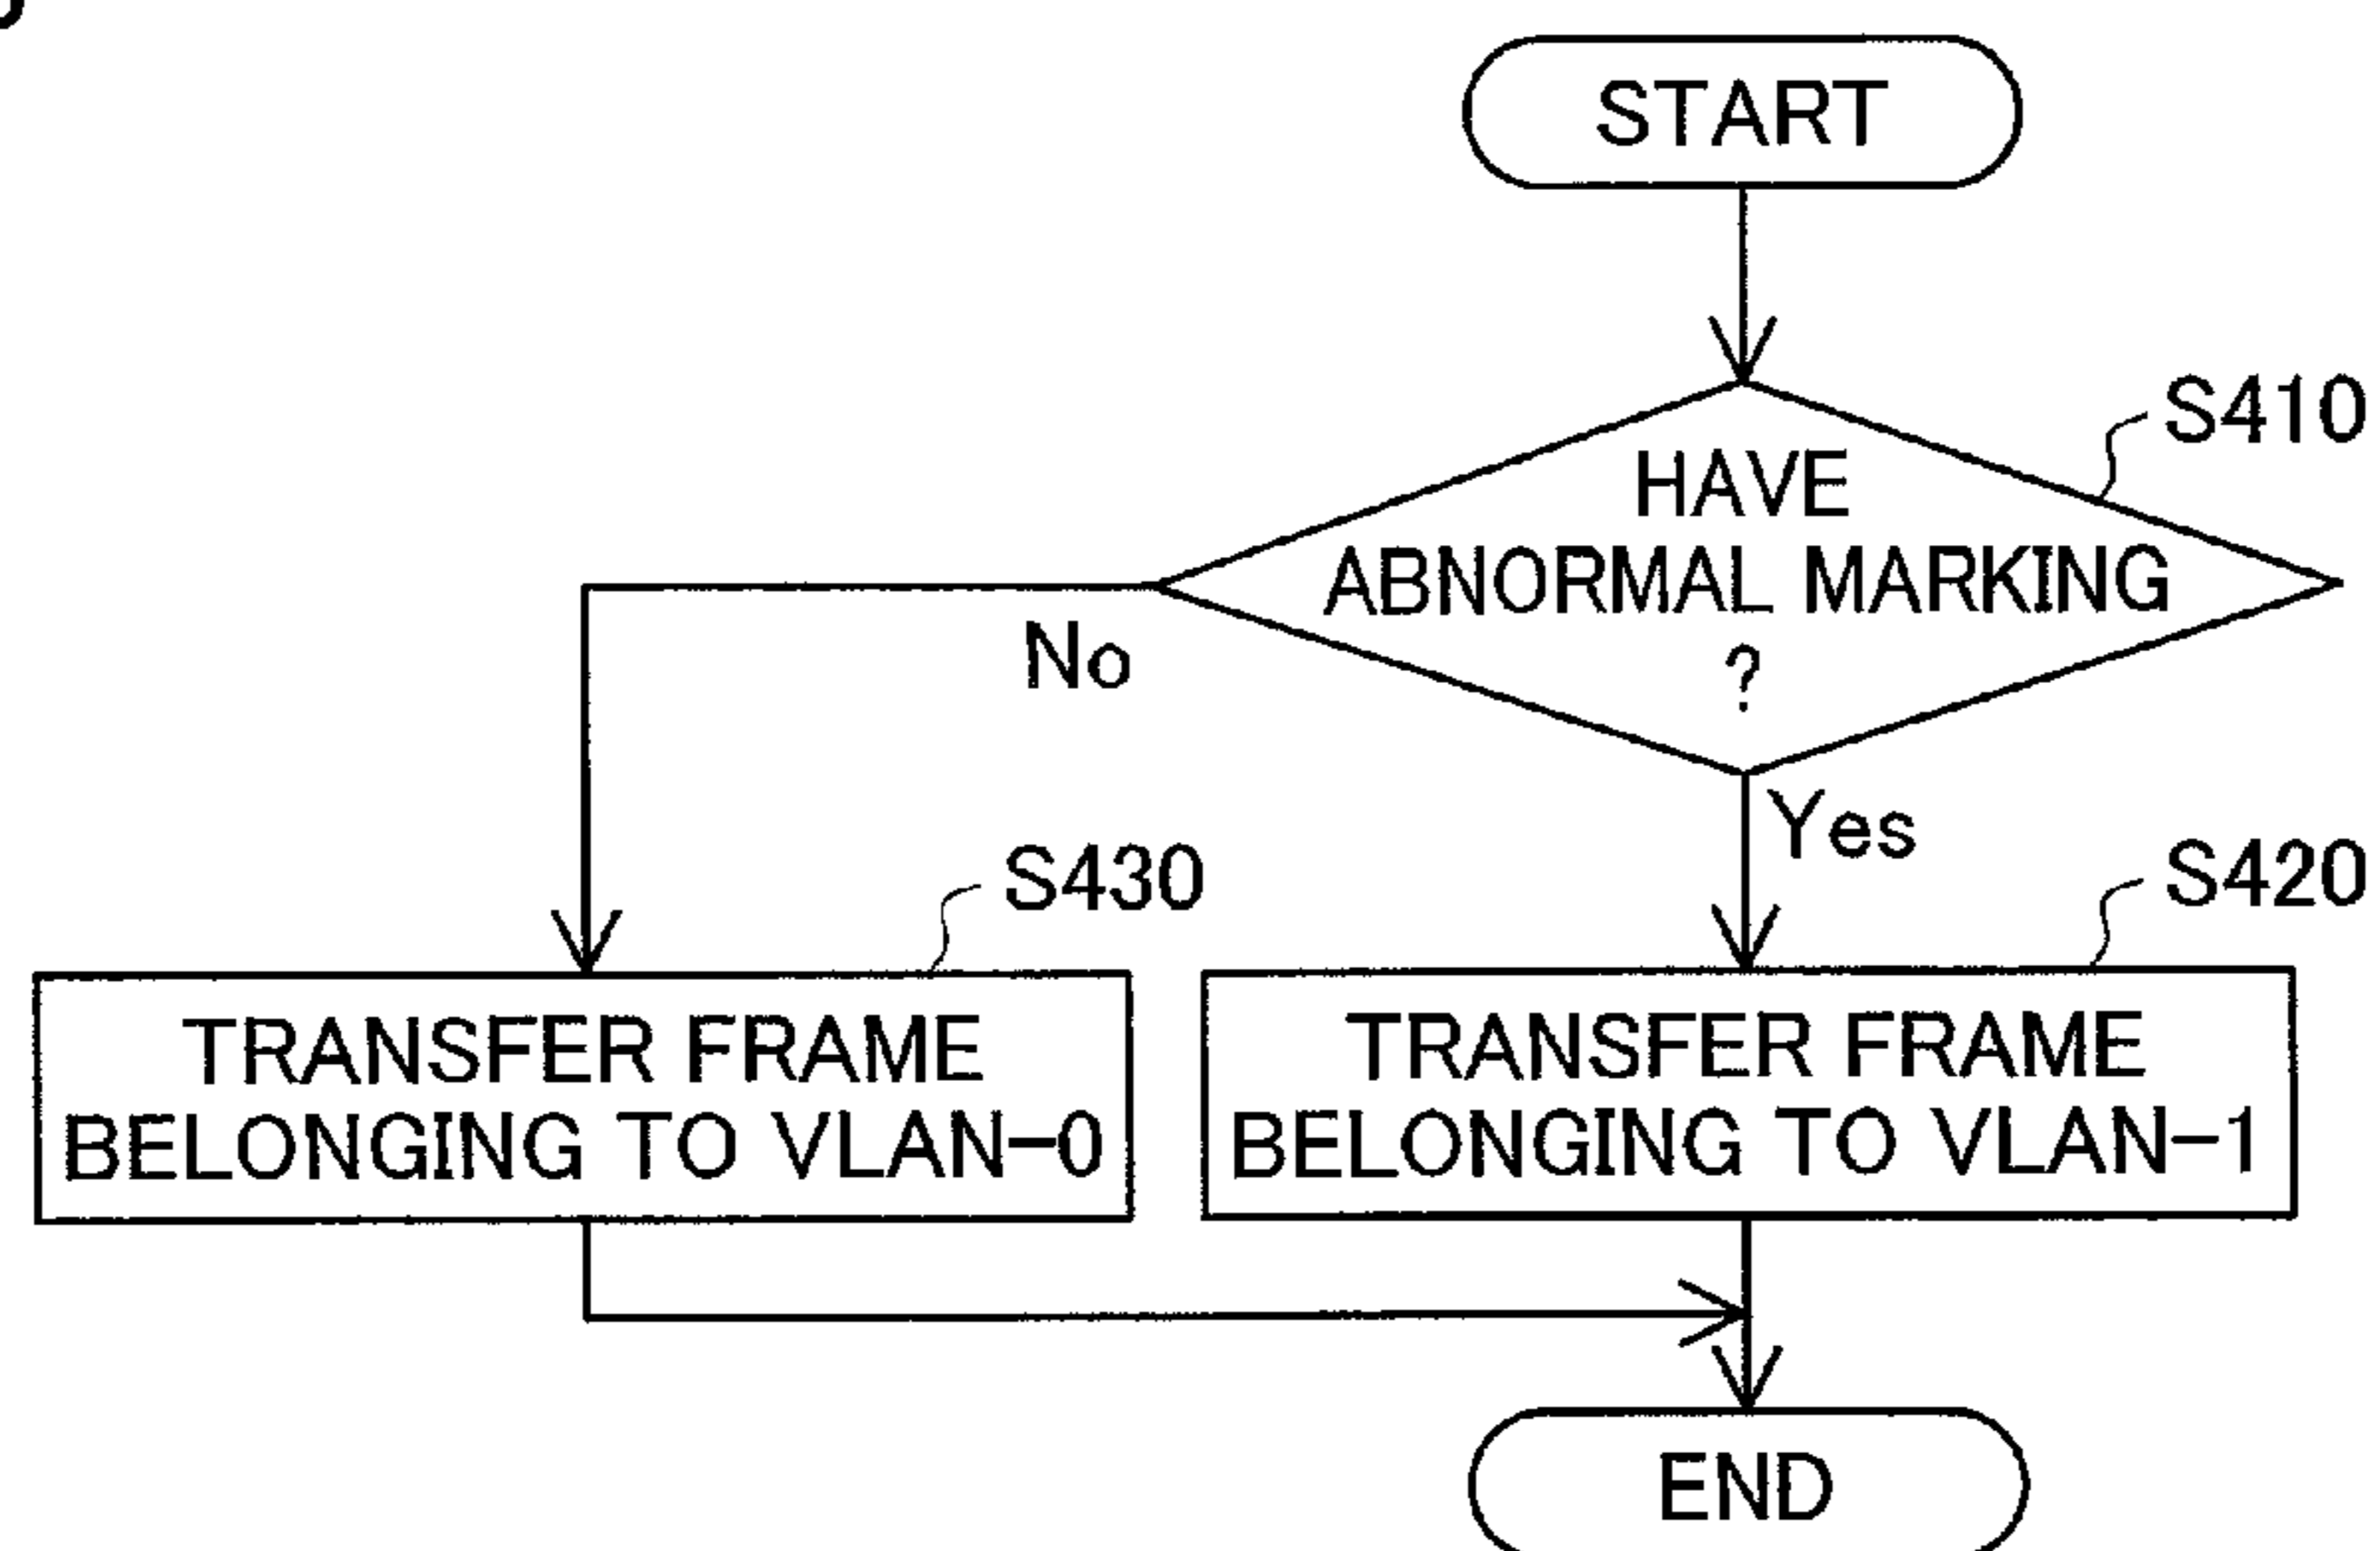 START
S410
HAVE
ABNORMAL MARKING
?
No
Yes
S430
S420
TRANSFER FRAME
BELONGING TO VLAN-0
TRANSFER FRAME
BELONGING TO VLAN-1
END